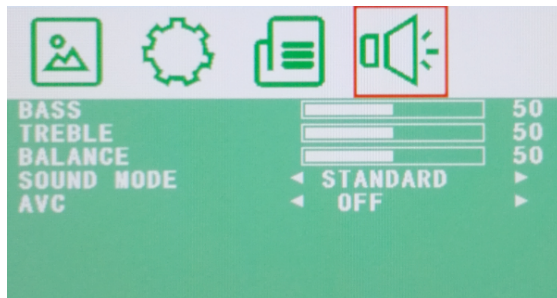 BASS 50
TREBLE 50
BALANCE 50
SOUND MODE ◄ STANDARD ►
AVC ◄ OFF ►